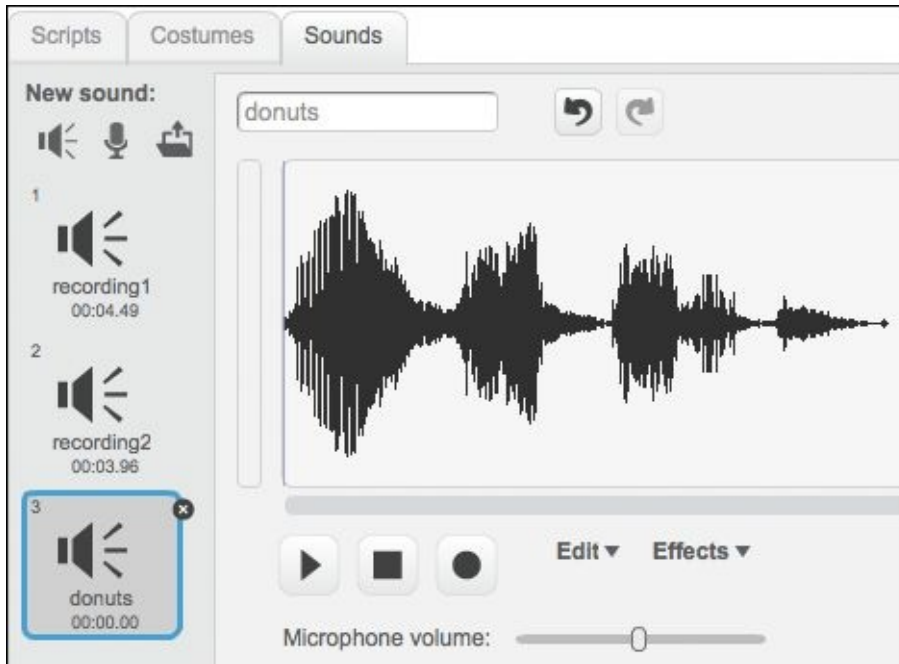 Scripts Costumes Sounds
New sound:
donuts
1
recording1
00:04.49
2
recording2
00:03.96
3
donuts
00:00.00
Edit ▾ Effects ▾
Microphone volume: